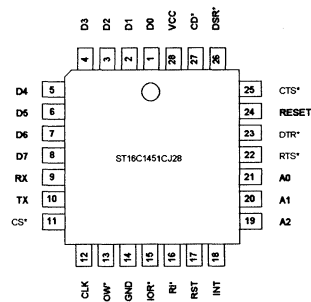 D3 D2 D1 D0 VCC CD* DSR*
4 3 2 1 28 27 26
D4 5 25 CTS*
D5 6 24 RESET
D6 7 23 DTR*
D7 8 ST16C1451CJ28 22 RTS*
RX 9 21 A0
TX 10 20 A1
CS* 11 19 A2
12 13 14 15 16 17 18
CLK OW* GND IOR* RI* RST INT